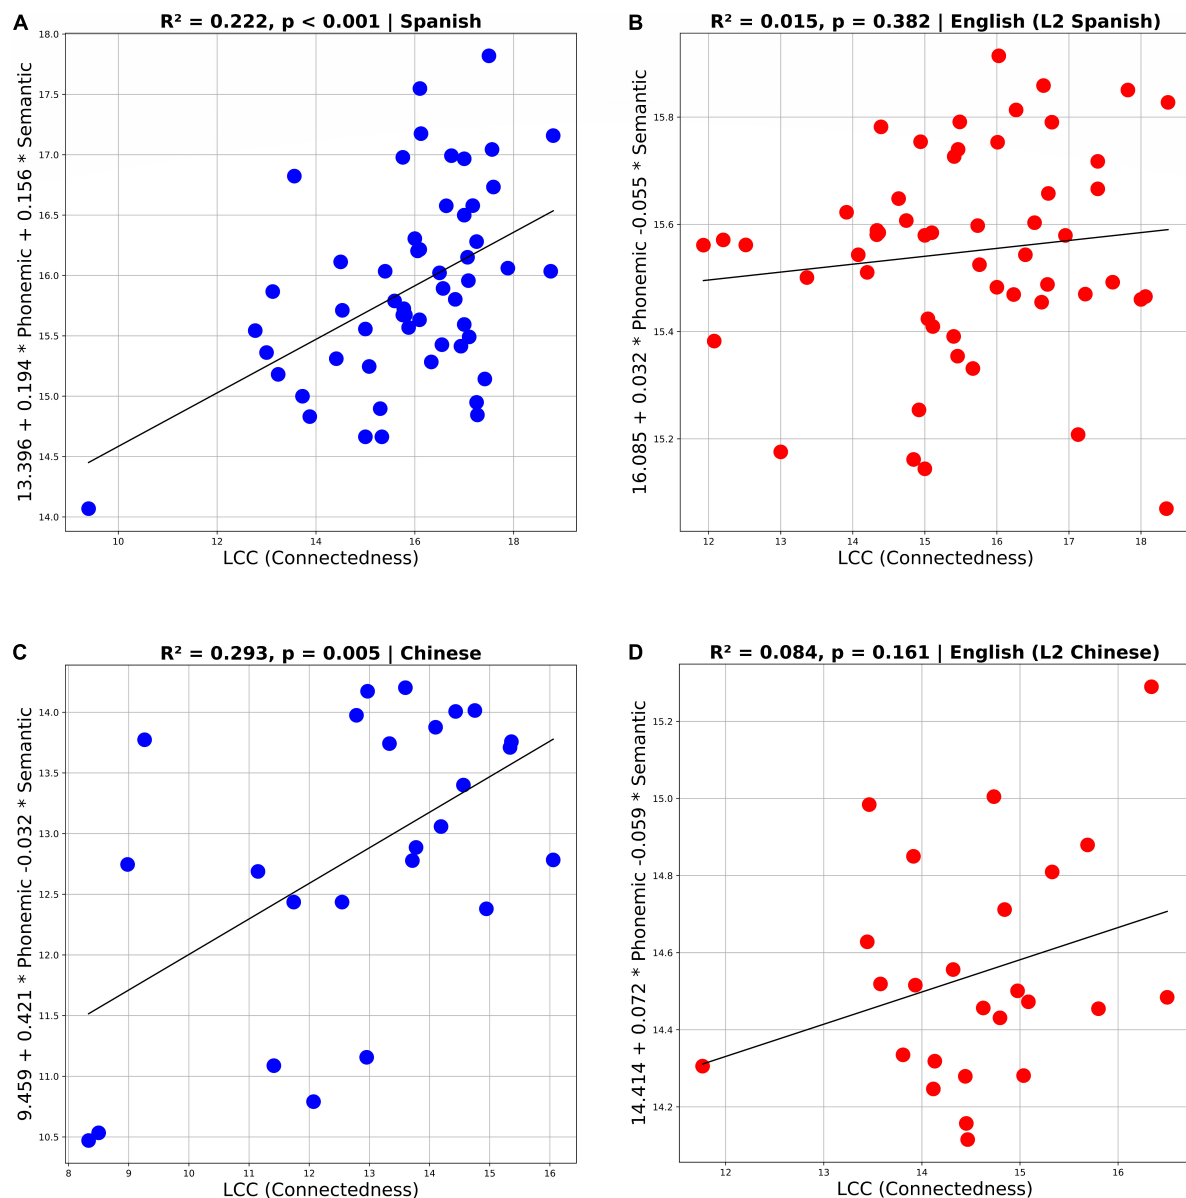 A
R² = 0.222, p < 0.001 | Spanish
13.396 + 0.194 * Phonemic + 0.156 * Semantic
18.0
17.5
17.0
16.5
16.0
15.5
15.0
14.5
14.0
10 12 14 16 18
LCC (Connectedness)
B
R² = 0.015, p = 0.382 | English (L2 Spanish)
16.085 + 0.032 * Phonemic -0.055 * Semantic
15.8
15.6
15.4
15.2
12 13 14 15 16 17 18
LCC (Connectedness)
C
R² = 0.293, p = 0.005 | Chinese
9.459 + 0.421 * Phonemic -0.032 * Semantic
14.0
13.5
13.0
12.5
12.0
11.5
11.0
10.5
8 9 10 11 12 13 14 15 16
LCC (Connectedness)
D
R² = 0.084, p = 0.161 | English (L2 Chinese)
14.414 + 0.072 * Phonemic -0.059 * Semantic
15.2
15.0
14.8
14.6
14.4
14.2
12 13 14 15 16
LCC (Connectedness)